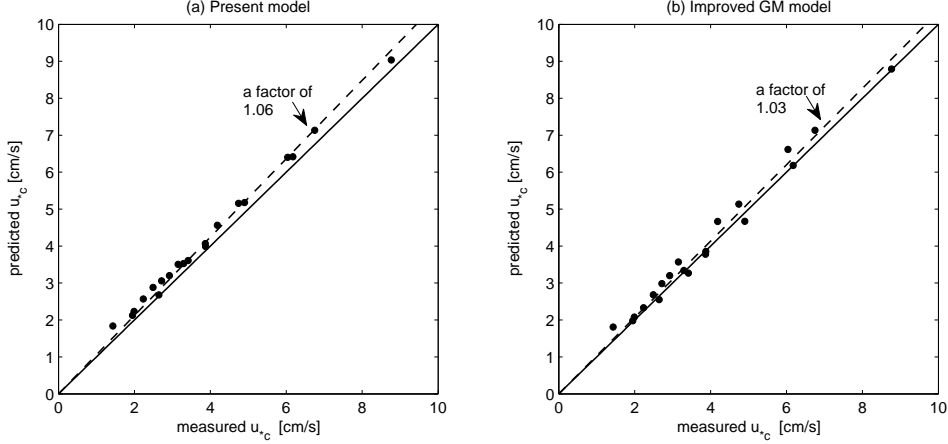 (a) Present model
10
9
8
7
6
5
4
3
2
1
0
predicted u*c [cm/s]
a factor of
1.06
0 2 4 6 8 10
measured u*c [cm/s]
(b) Improved GM model
10
9
8
7
6
5
4
3
2
1
0
predicted u*c [cm/s]
a factor of
1.03
0 2 4 6 8 10
measured u*c [cm/s]